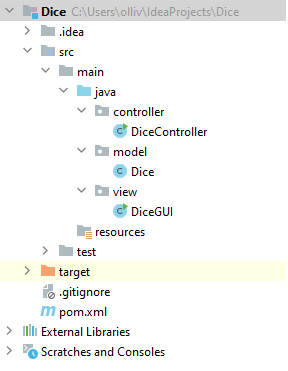 Dice C:\Users\olliv\IdeaProjects\Dice
.idea
src
main
java
controller
DiceController
model
Dice
view
DiceGUI
resources
test
target
.gitignore
pom.xml
External Libraries
Scratches and Consoles